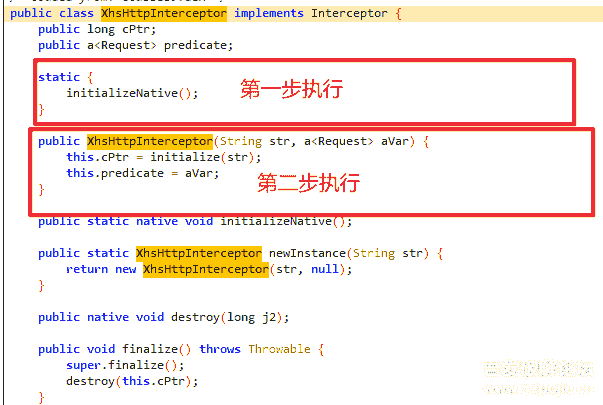 public class XhsHttpInterceptor implements Interceptor {
public long cPtr;
public a<Request> predicate;
static {
initializeNative();
}
第一步执行
public XhsHttpInterceptor(String str, a<Request> aVar) {
this.cPtr = initialize(str);
this.predicate = aVar;
}
第二步执行
public static native void initializeNative();
public static XhsHttpInterceptor newInstance(String str) {
return new XhsHttpInterceptor(str, null);
}
public native void destroy(long j2);
public void finalize() throws Throwable {
super.finalize();
destroy(this.cPtr);
}